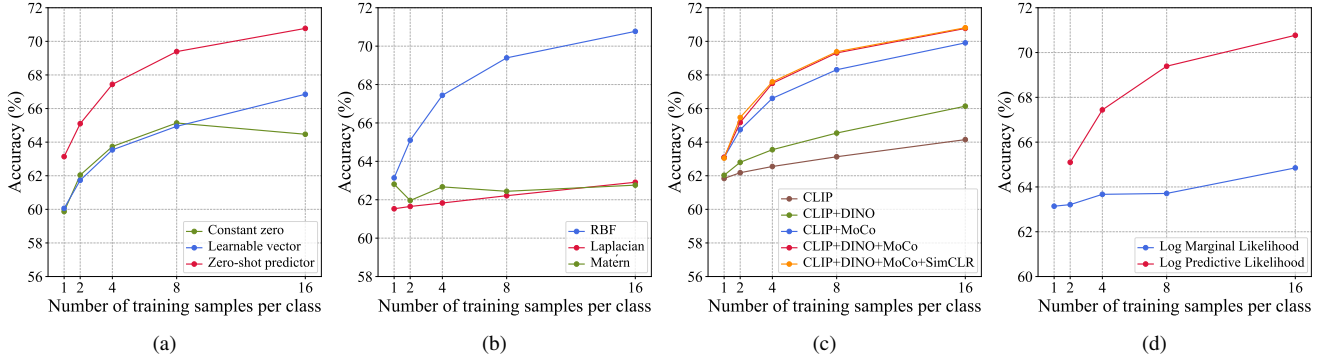 72
70
68
66
64
62
60
58
56
Accuracy (%)
1 2 4 8 16
Number of training samples per class
Constant zero
Learnable vector
Zero-shot predictor
(a)
72
70
68
66
64
62
60
58
Accuracy (%)
1 2 4 8 16
Number of training samples per class
RBF
Laplacian
Matérn
(b)
72
70
68
66
64
62
60
58
56
Accuracy (%)
1 2 4 8 16
Number of training samples per class
CLIP
CLIP+DINO
CLIP+MoCo
CLIP+DINO+MoCo
CLIP+DINO+MoCo+SimCLR
(c)
72
70
68
66
64
62
60
Accuracy (%)
1 2 4 8 16
Number of training samples per class
Log Marginal Likelihood
Log Predictive Likelihood
(d)